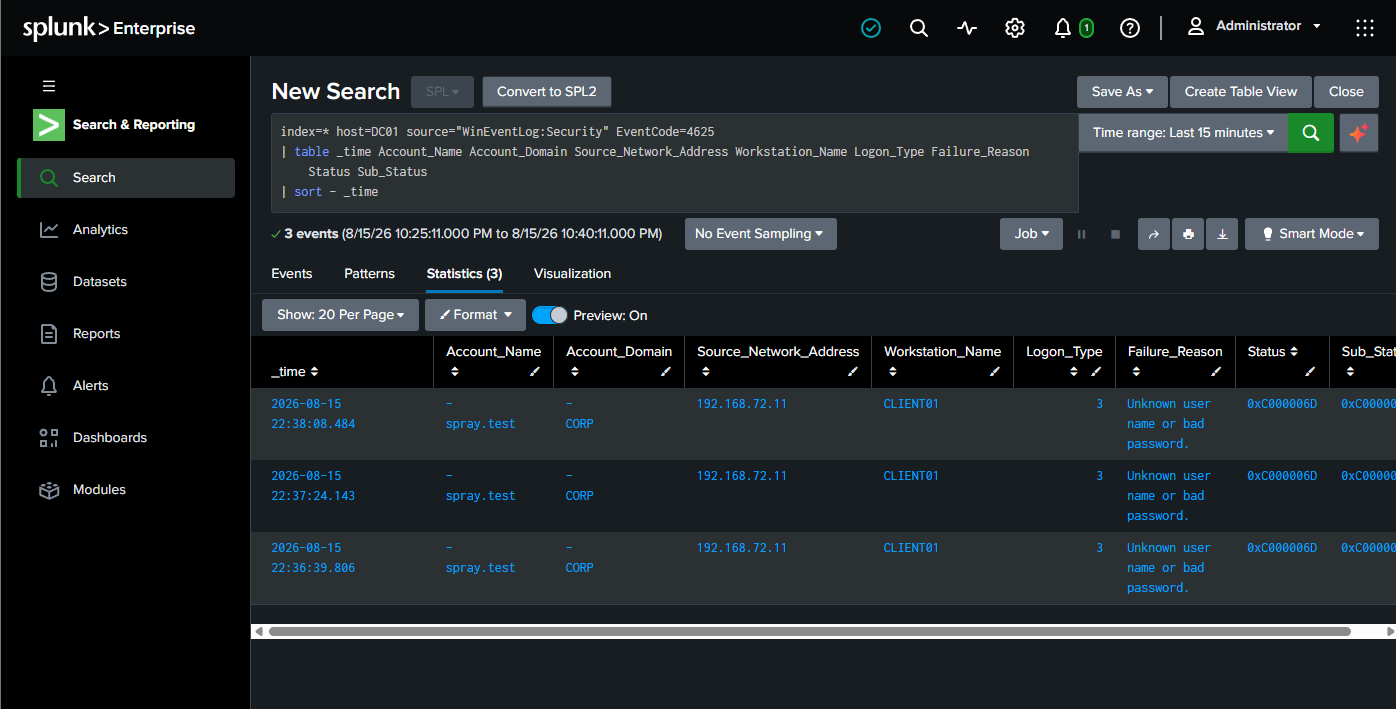 splunk> Enterprise
1
Administrator
Search & Reporting
Search
Analytics
Datasets
Reports
Alerts
Dashboards
Modules
New Search
SPL
Convert to SPL2
Save As
Create Table View
Close
index=* host=DC01 source="WinEventLog:Security" EventCode=4625
| table _time Account_Name Account_Domain Source_Network_Address Workstation_Name Logon_Type Failure_Reason
Status Sub_Status
| sort - _time
Time range: Last 15 minutes
3 events (8/15/26 10:25:11.000 PM to 8/15/26 10:40:11.000 PM)
No Event Sampling
Job
Smart Mode
Events
Patterns
Statistics (3)
Visualization
Show: 20 Per Page
Format
Preview: On
_time
Account_Name
Account_Domain
Source_Network_Address
Workstation_Name
Logon_Type
Failure_Reason
Status
Sub_Stat
2026-08-15 - - 192.168.72.11 CLIENT01 3 Unknown user 0xC000006D 0xC0000
22:38:08.484 spray.test CORP name or bad
password.
2026-08-15 - - 192.168.72.11 CLIENT01 3 Unknown user 0xC000006D 0xC0000
22:37:24.143 spray.test CORP name or bad
password.
2026-08-15 - - 192.168.72.11 CLIENT01 3 Unknown user 0xC000006D 0xC0000
22:36:39.806 spray.test CORP name or bad
password.